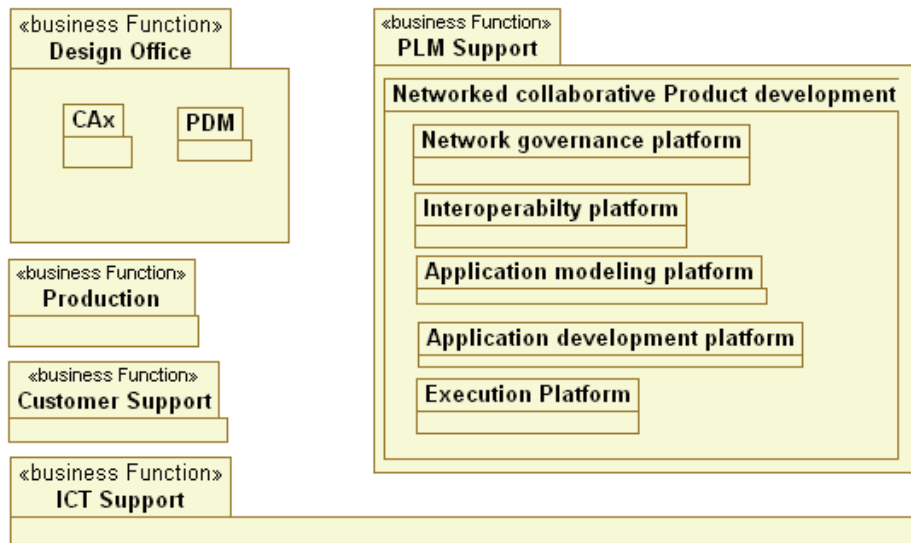 «business Function»
Design Office
CAx
PDM
«business Function»
Production
«business Function»
Customer Support
«business Function»
ICT Support
«business Function»
PLM Support
Networked collaborative Product development
Network governance platform
Interoperabilty platform
Application modeling platform
Application development platform
Execution Platform